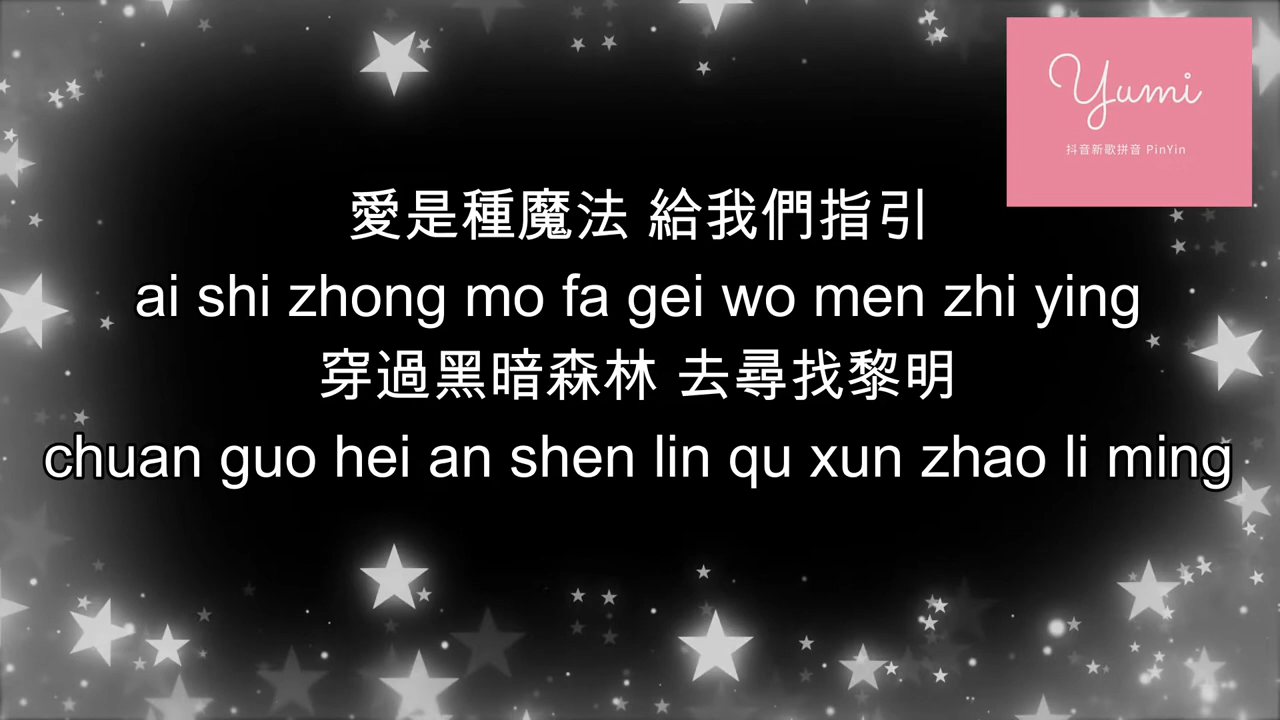 Yumi
抖音新歌拼音 PinYin
愛是種魔法 給我們指引
ai shi zhong mo fa gei wo men zhi ying
穿過黑暗森林 去尋找黎明
chuan guo hei an shen lin qu xun zhao li ming